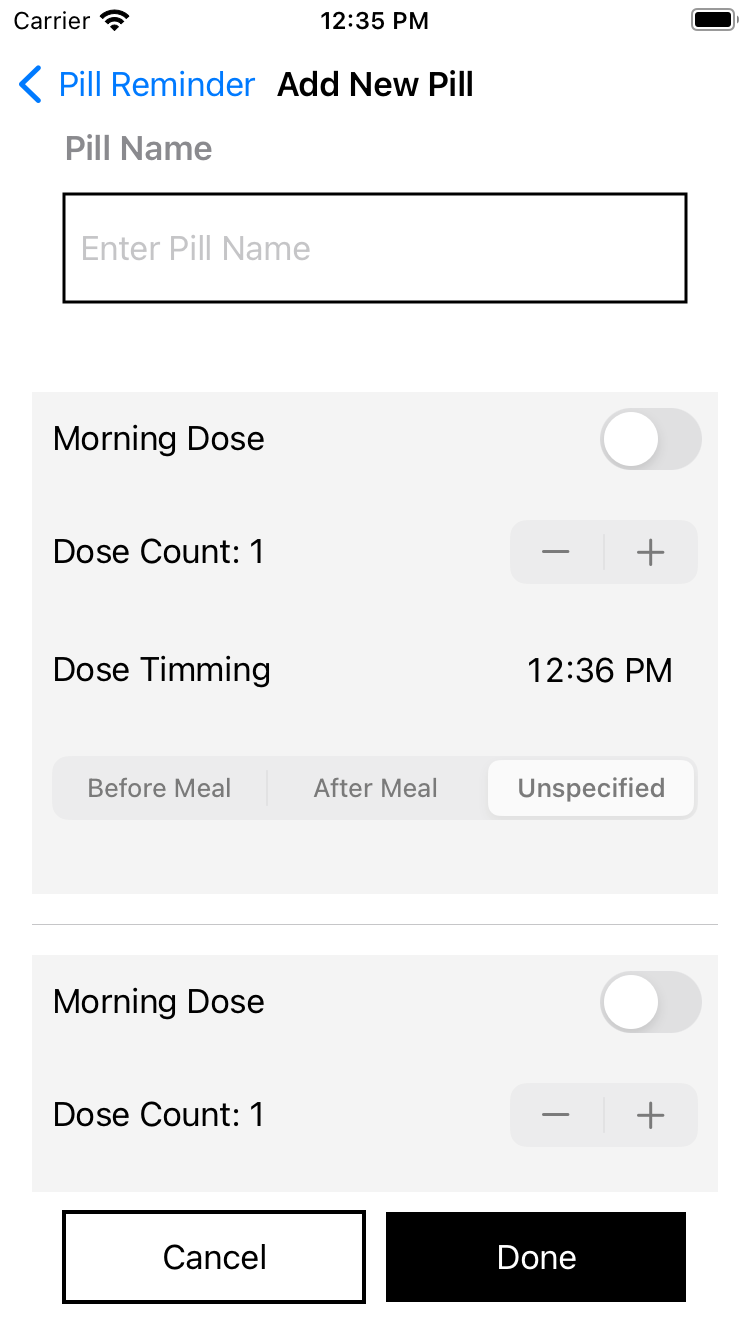 Carrier 12:35 PM
Pill Reminder Add New Pill
Pill Name
Enter Pill Name
Morning Dose
Dose Count: 1
Dose Timming 12:36 PM
Before Meal After Meal Unspecified
Morning Dose
Dose Count: 1
Cancel Done